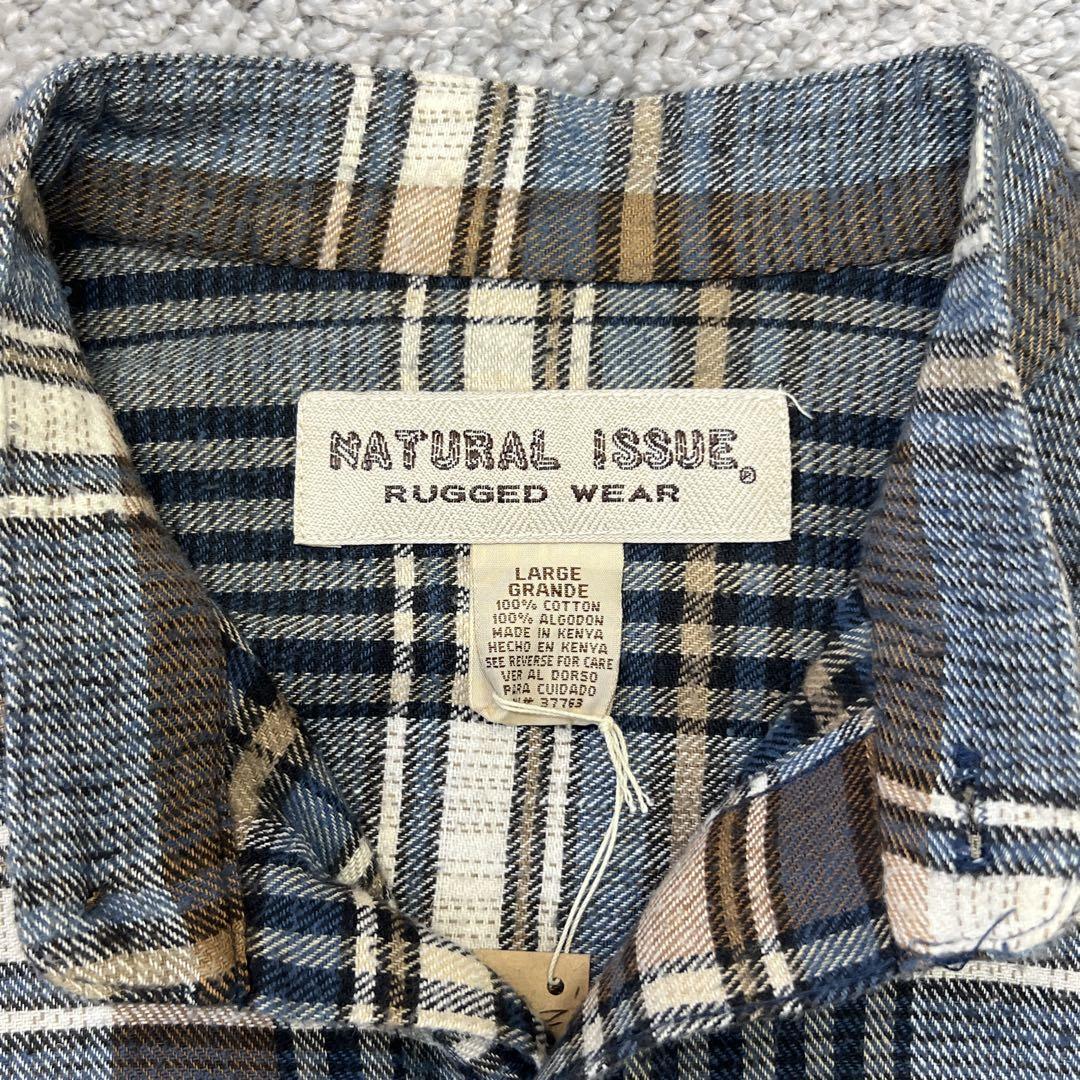 NATURAL ISSUE®
RUGGED WEAR
LARGE
GRANDE
100% COTTON
100% ALGODON
MADE IN KENYA
HECHO EN KENYA
SEE REVERSE FOR CARE
VER AL DORSO
PARA CUIDADO
N# 37763